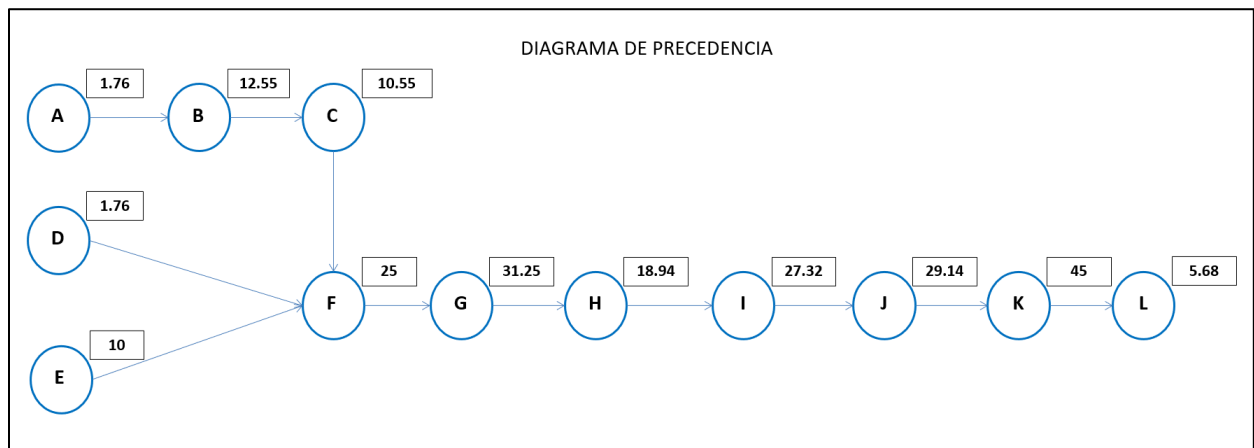 DIAGRAMA DE PRECEDENCIA
1.76
12.55
10.55
A
B
C
1.76
D
25
31.25
18.94
27.32
29.14
45
5.68
F
G
H
I
J
K
L
10
E